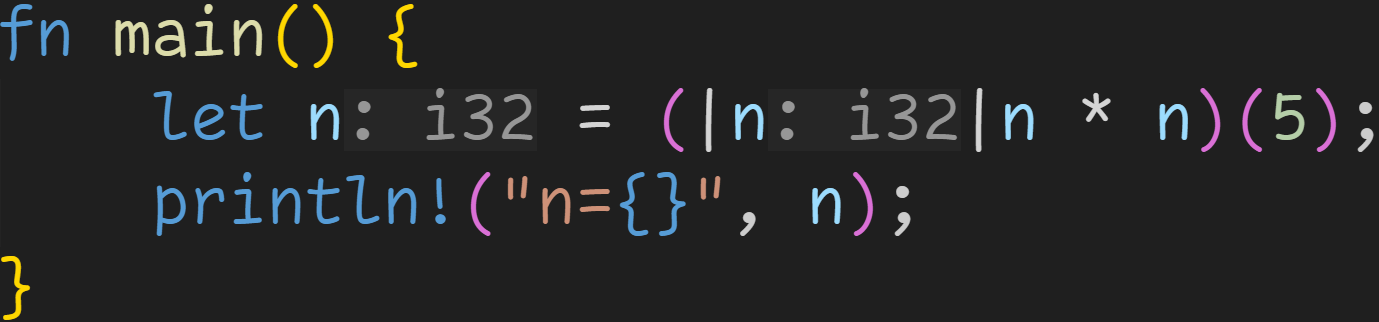 fn main() {
    let n: i32 = (|n: i32|n * n)(5);
    println!("n={}", n);
}